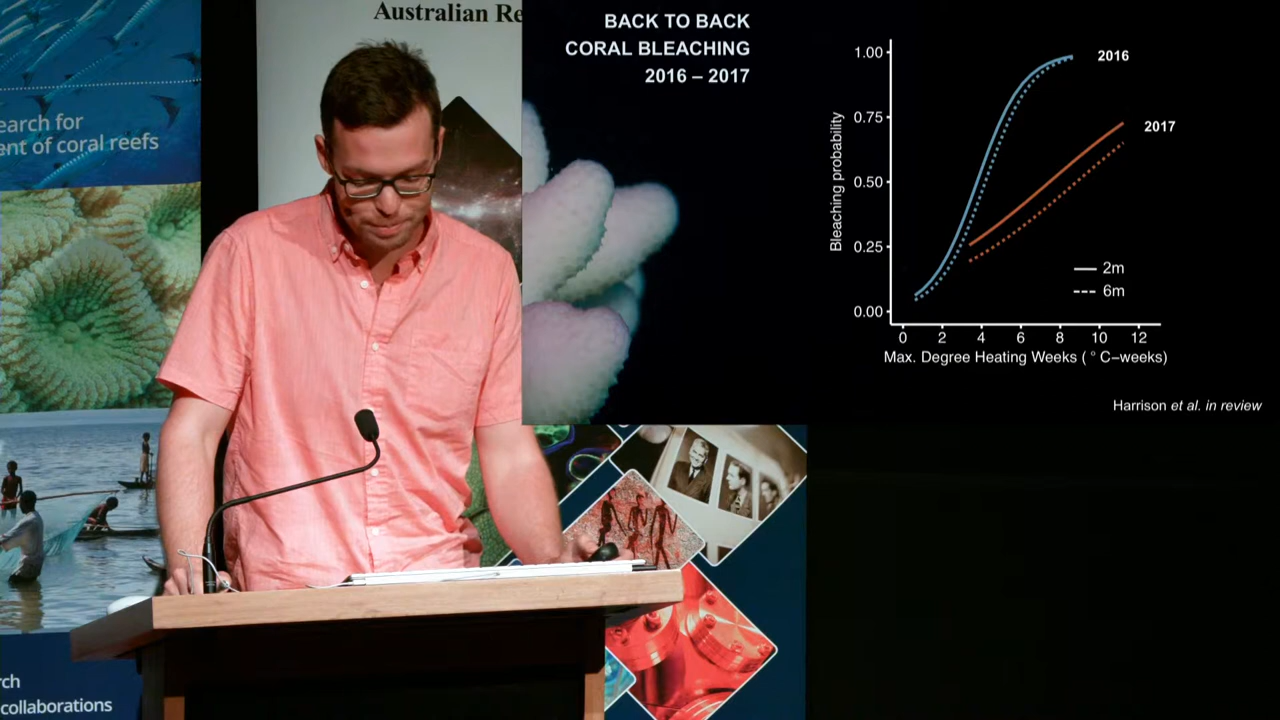 Australian Re
earch for
ent of coral reefs
rch
collaborations
BACK TO BACK
CORAL BLEACHING
2016 – 2017
1.00
0.75
0.50
0.25
0.00
Bleaching probability
2016
2017
2m
6m
0 2 4 6 8 10 12
Max. Degree Heating Weeks ( ° C–weeks)
Harrison et al. in review